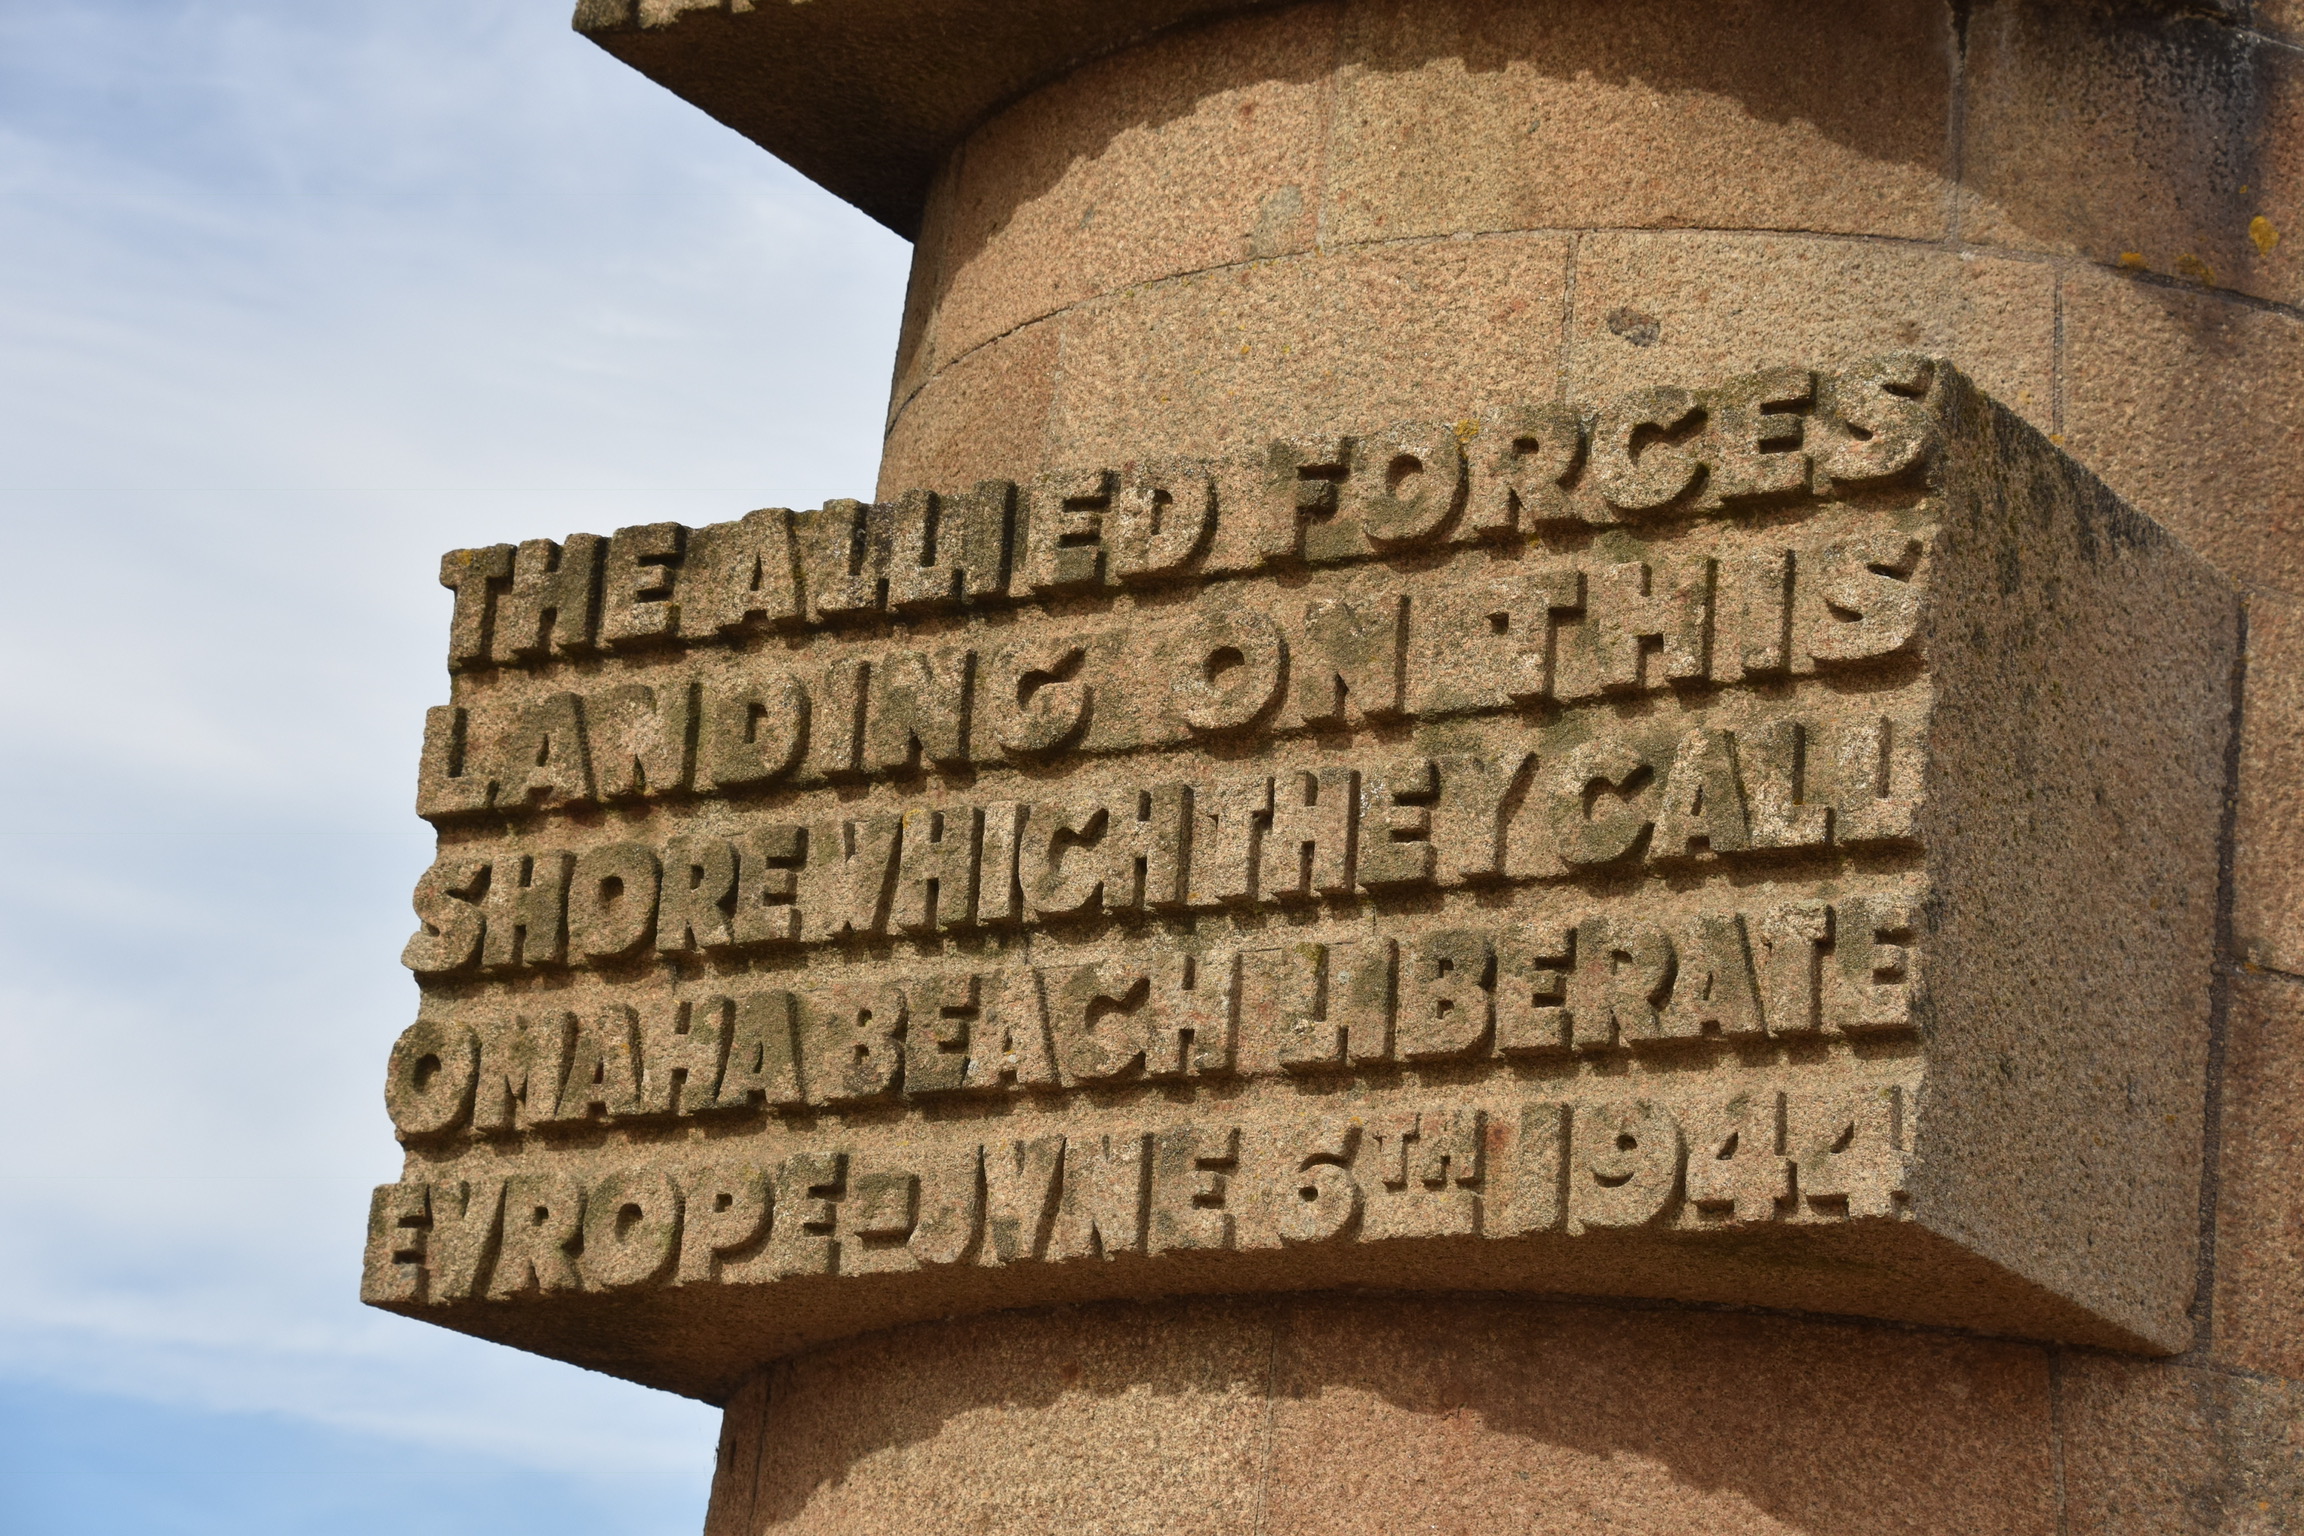 THE ALLIED FORCES
LANDING ON THIS
SHORE WHICH THEY CALL
OMAHA BEACH LIBERATE
EVROPE-JVNE 6TH 1944